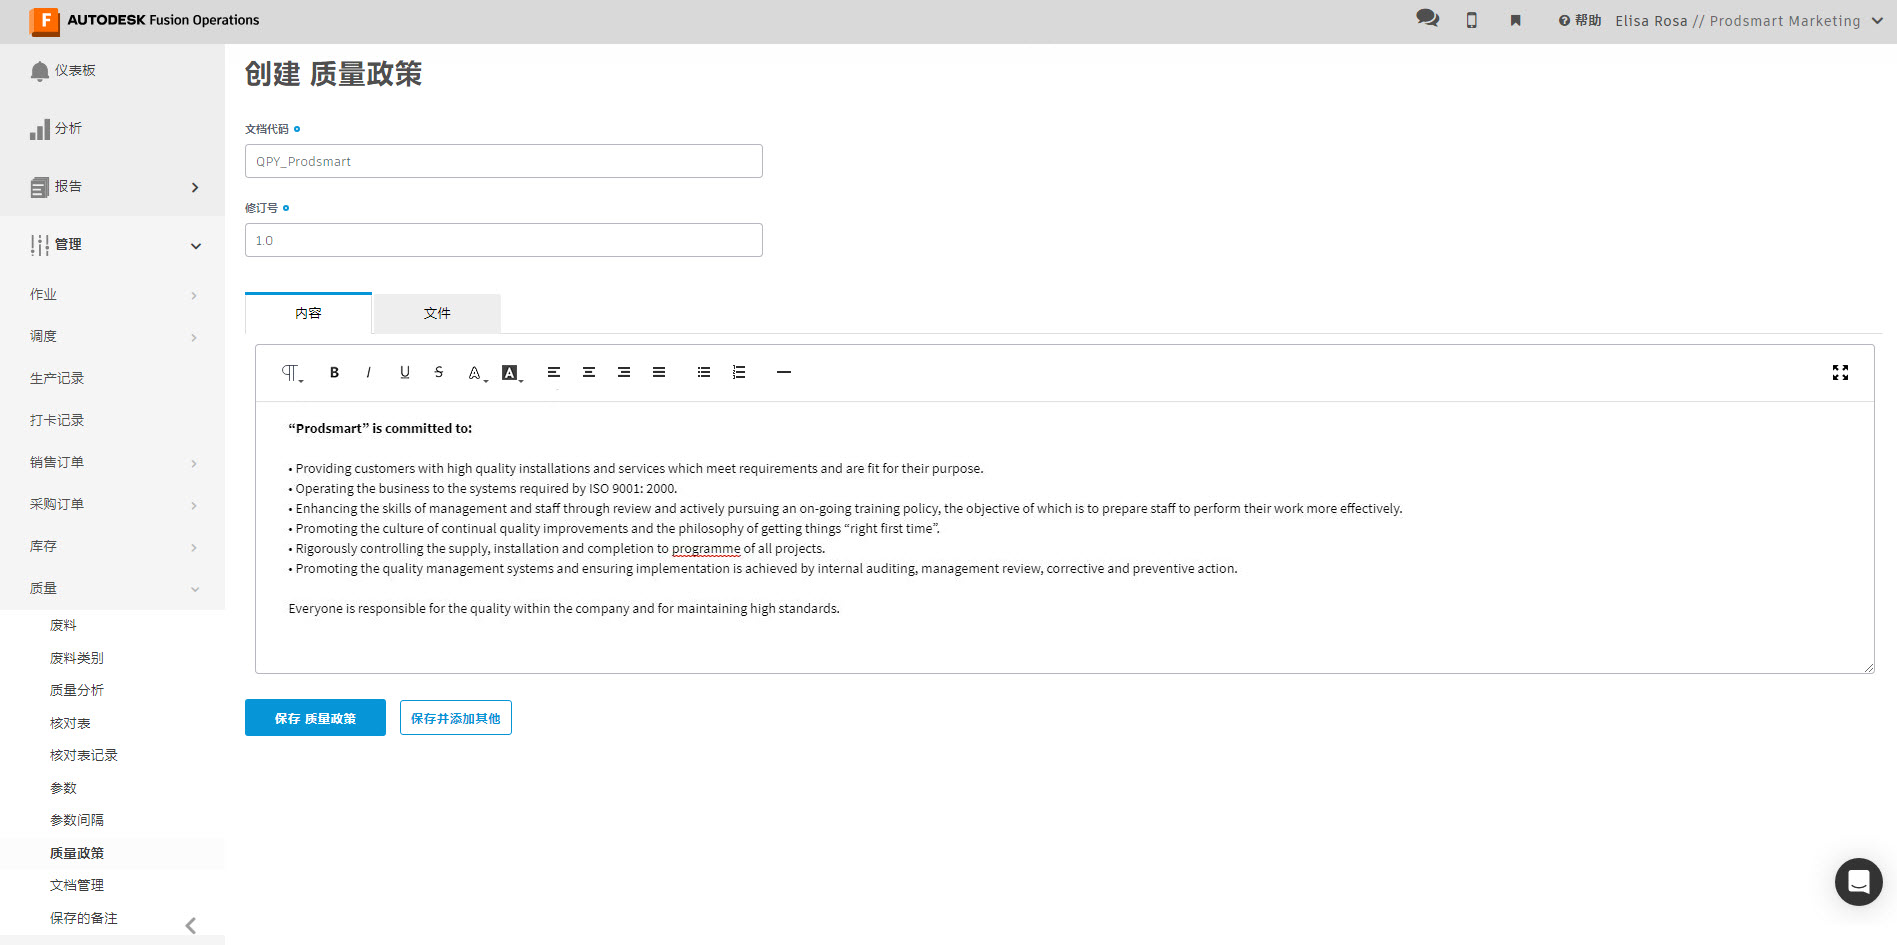 AUTODESK Fusion Operations
帮助
Elisa Rosa // Prodsmart Marketing
仪表板
分析
报告
管理
作业
调度
生产记录
打卡记录
销售订单
采购订单
库存
质量
废料
废料类别
质量分析
核对表
核对表记录
参数
参数间隔
质量政策
文档管理
保存的备注
创建 质量政策
文档代码
QPY_Prodsmart
修订号
1.0
内容
文件
“Prodsmart” is committed to:
• Providing customers with high quality installations and services which meet requirements and are fit for their purpose.
• Operating the business to the systems required by ISO 9001: 2000.
• Enhancing the skills of management and staff through review and actively pursuing an on-going training policy, the objective of which is to prepare staff to perform their work more effectively.
• Promoting the culture of continual quality improvements and the philosophy of getting things “right first time”.
• Rigorously controlling the supply, installation and completion to programme of all projects.
• Promoting the quality management systems and ensuring implementation is achieved by internal auditing, management review, corrective and preventive action.
Everyone is responsible for the quality within the company and for maintaining high standards.
保存 质量政策
保存并添加其他